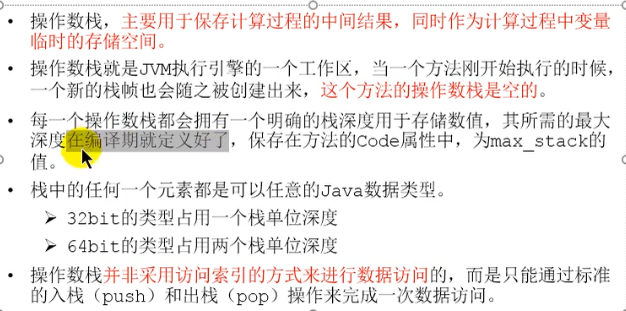 • 操作数栈，主要用于保存计算过程的中间结果，同时作为计算过程中变量
临时的存储空间。
• 操作数栈就是JVM执行引擎的一个工作区，当一个方法刚开始执行的时候，
一个新的栈帧也会随之被创建出来，这个方法的操作数栈是空的。
• 每一个操作数栈都会拥有一个明确的栈深度用于存储数值，其所需的最大
深度在编译期就定义好了，保存在方法的Code属性中，为max_stack的
值。
• 栈中的任何一个元素都是可以任意的Java数据类型。
➢ 32bit的类型占用一个栈单位深度
➢ 64bit的类型占用两个栈单位深度
• 操作数栈并非采用访问索引的方式来进行数据访问的，而是只能通过标准
的入栈（push）和出栈（pop）操作来完成一次数据访问。